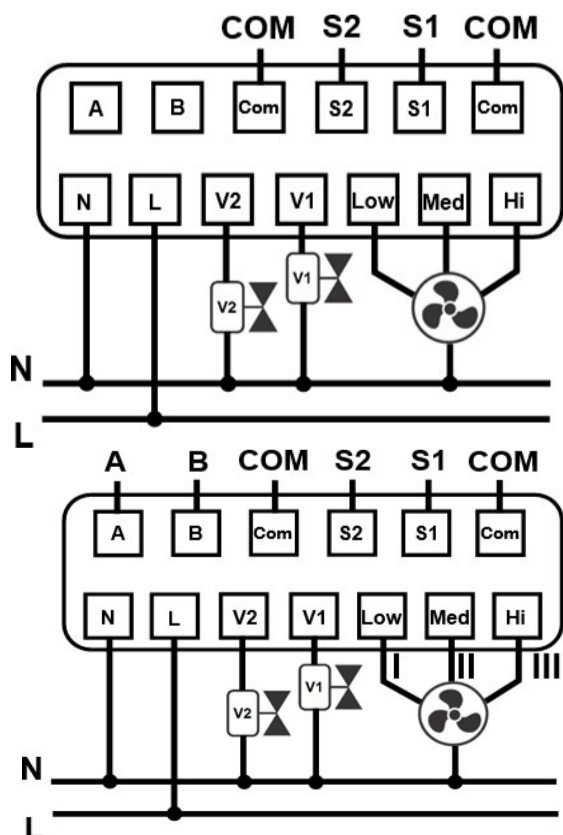 COM S2 S1 COM
A B Com S2 S1 Com
N L V2 V1 Low Med Hi
V1
V2
N
L
A B COM S2 S1 COM
A B Com S2 S1 Com
N L V2 V1 Low Med Hi
I II III
V1
V2
N
L